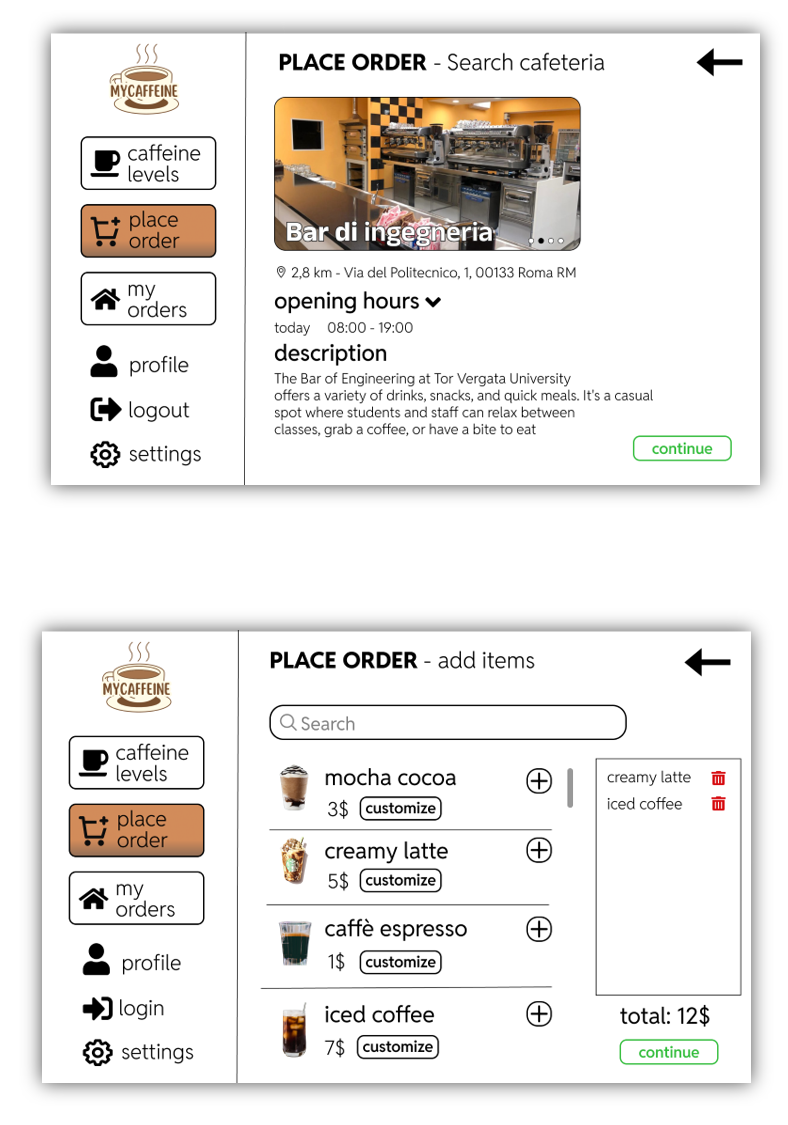 MYCAFFEINE
caffeine
levels
place
order
my
orders
profile
logout
settings
PLACE ORDER - Search cafeteria
Bar di ingegneria
2,8 km - Via del Politecnico, 1, 00133 Roma RM
opening hours
today 08:00 - 19:00
description
The Bar of Engineering at Tor Vergata University
offers a variety of drinks, snacks, and quick meals. It's a casual
spot where students and staff can relax between
classes, grab a coffee, or have a bite to eat
continue
MYCAFFEINE
caffeine
levels
place
order
my
orders
profile
login
settings
PLACE ORDER - add items
Search
mocha cocoa
3$ customize
creamy latte
5$ customize
caffè espresso
1$ customize
iced coffee
7$ customize
creamy latte
iced coffee
total: 12$
continue